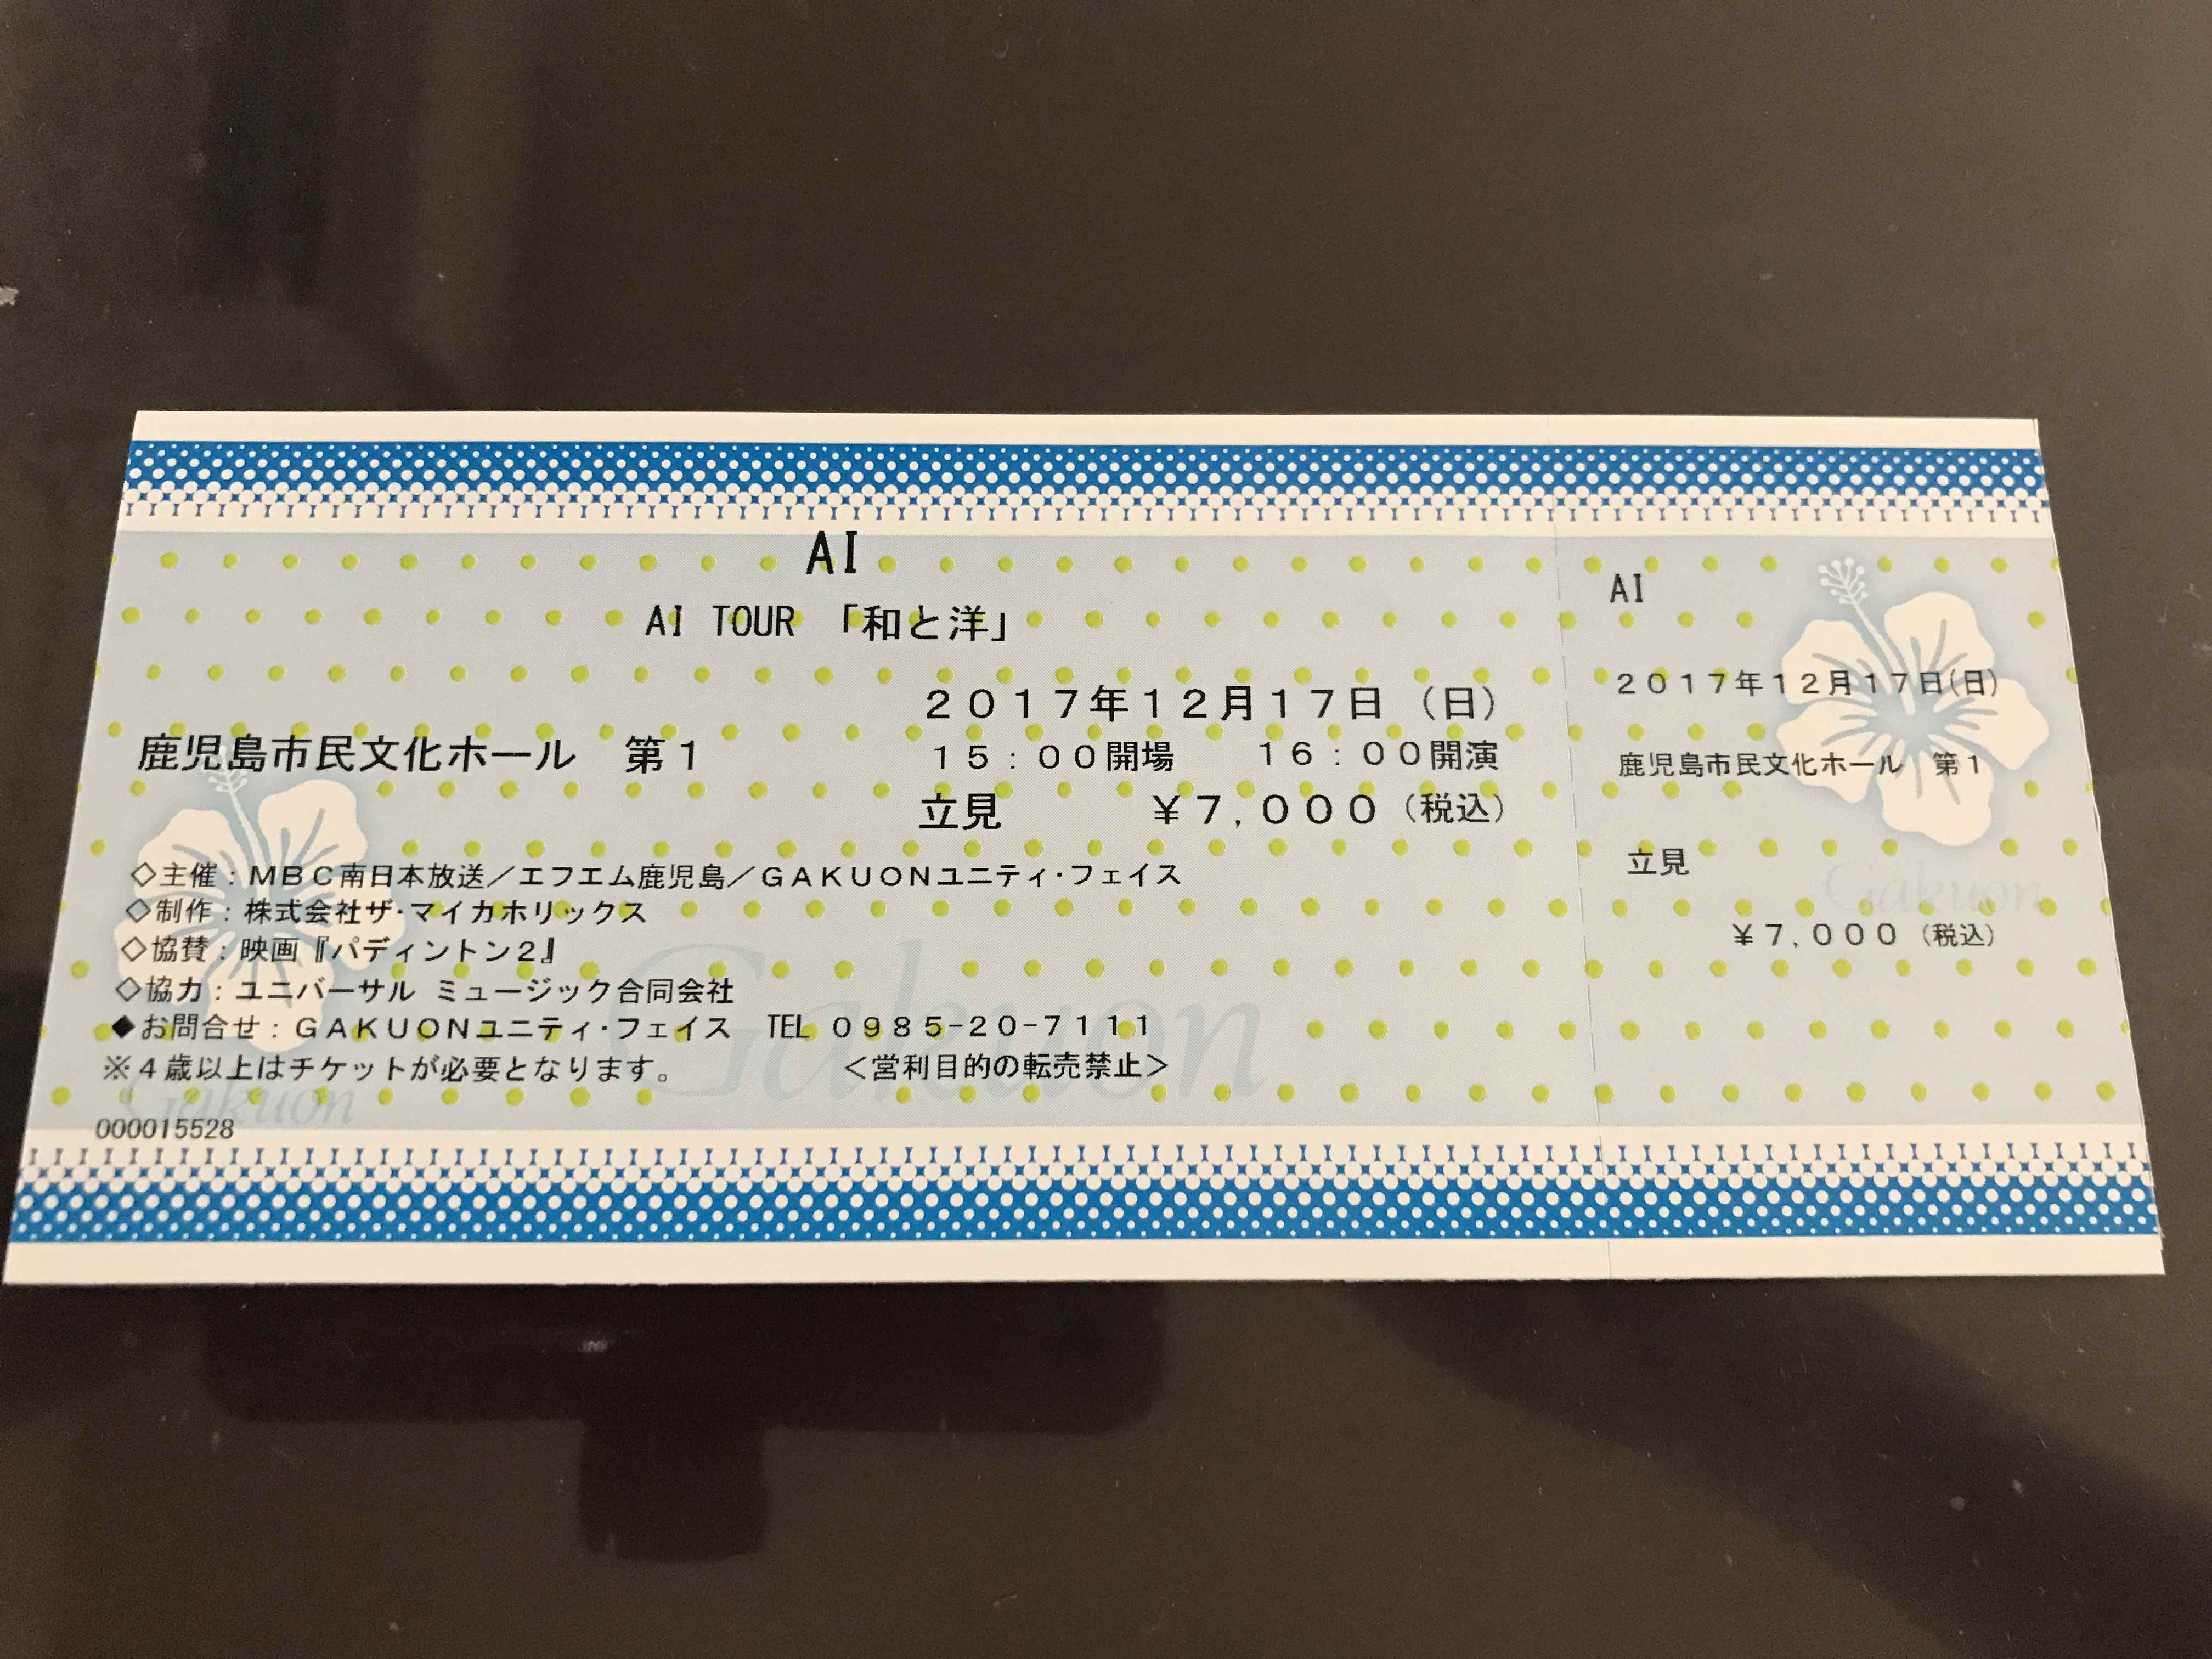 AI
AI TOUR 「和と洋」
２０１７年１２月１７日（日）
鹿児島市民文化ホール　第１
１５：００開場　　１６：００開演
立見　　￥７，０００（税込）
◇主催：ＭＢＣ南日本放送／エフエム鹿児島／ＧＡＫＵＯＮユニティ・フェイス
◇制作：株式会社ザ・マイカホリックス
◇協賛：映画『パディントン２』
◇協力：ユニバーサル ミュージック合同会社
◆お問合せ：ＧＡＫＵＯＮユニティ・フェイス　TEL ０９８５-２０-７１１１
※４歳以上はチケットが必要となります。　　＜営利目的の転売禁止＞
000015528
Gakuon
Gakuon
AI
２０１７年１２月１７日(日)
鹿児島市民文化ホール　第１
立見
￥７，０００（税込）
Gakuon